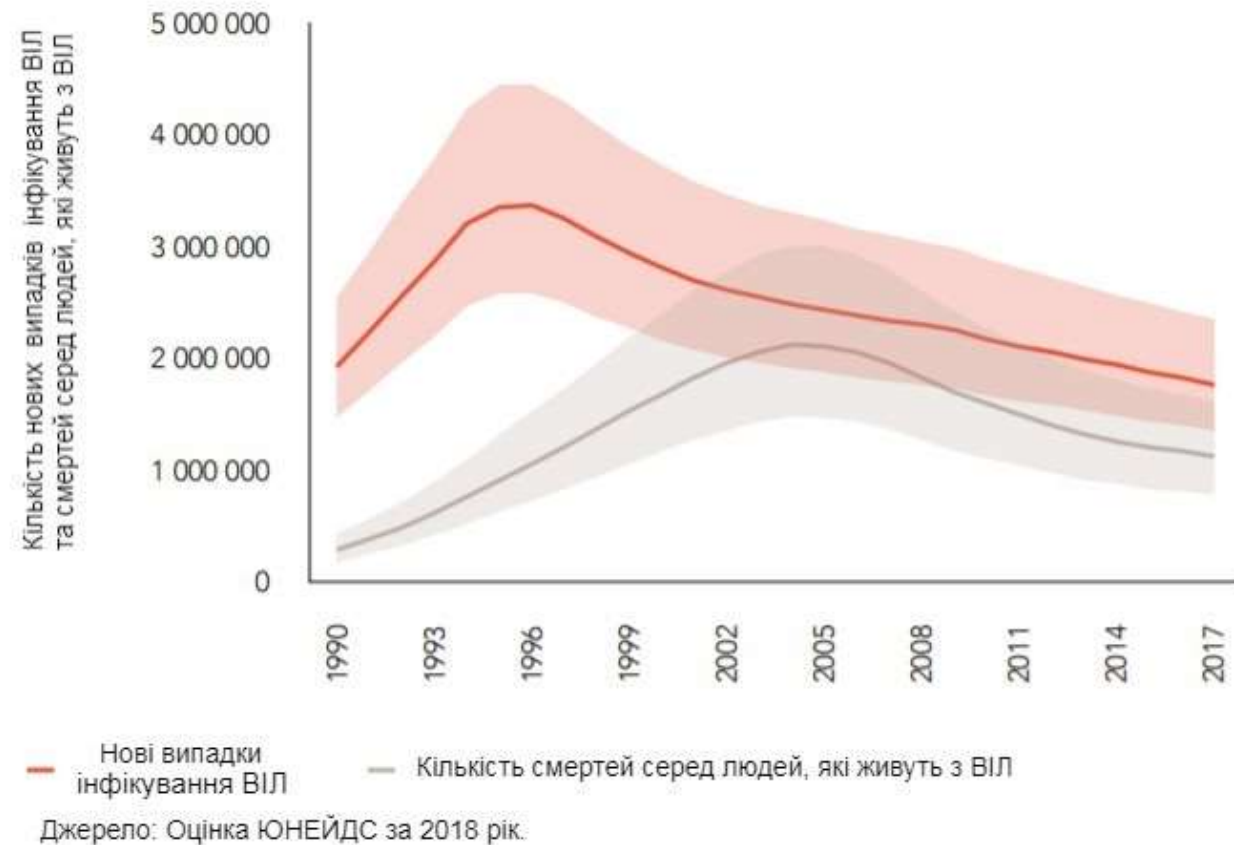 Кількість нових випадків інфікування ВІЛ
та смертей серед людей, які живуть з ВІЛ
5 000 000
4 000 000
3 000 000
2 000 000
1 000 000
0
1990
1993
1996
1999
2002
2005
2008
2011
2014
2017
Нові випадки
інфікування ВІЛ
Кількість смертей серед людей, які живуть з ВІЛ
Джерело: Оцінка ЮНЕЙДС за 2018 рік.